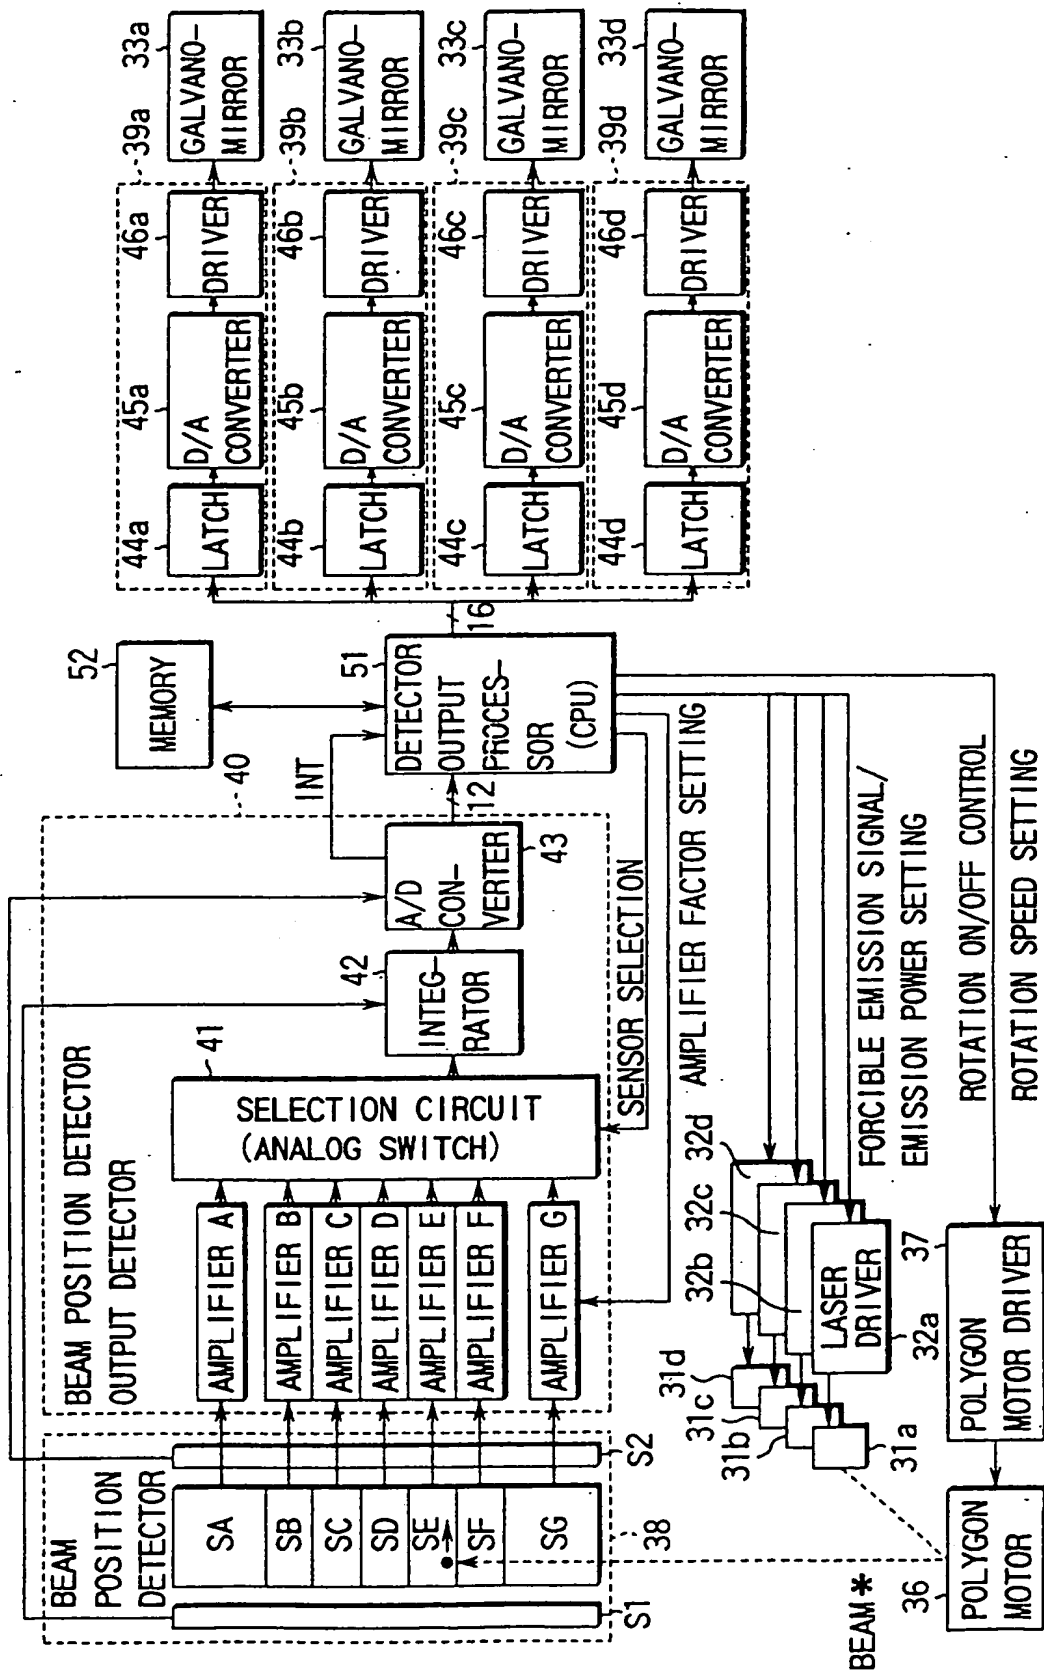 BEAM
POSITION
DETECTOR
S1
SA
SB
SC
SD
SE
SF
SG
S2
38
BEAM POSITION DETECTOR
OUTPUT DETECTOR
40
AMPLIFIER A
AMPLIFIER B
AMPLIFIER C
AMPLIFIER D
AMPLIFIER E
AMPLIFIER F
AMPLIFIER G
41
SELECTION CIRCUIT
(ANALOG SWITCH)
42
INTEG-
RATOR
A/D
CON-
VERTER
43
INT
12
52
MEMORY
51
DETECTOR
OUTPUT
PROCES-
SOR
(CPU)
16
44a
LATCH
45a
D/A
CONVERTER
46a
DRIVER
39a
33a
GALVANO-
MIRROR
44b
LATCH
45b
D/A
CONVERTER
46b
DRIVER
39b
33b
GALVANO-
MIRROR
44c
LATCH
45c
D/A
CONVERTER
46c
DRIVER
39c
33c
GALVANO-
MIRROR
44d
LATCH
45d
D/A
CONVERTER
46d
DRIVER
39d
33d
GALVANO-
MIRROR
SENSOR SELECTION
AMPLIFIER FACTOR SETTING
31d
31c
31b
31a
32d
32c
32b
LASER
DRIVER
32a
FORCIBLE EMISSION SIGNAL/
EMISSION POWER SETTING
BEAM*
36
POLYGON
MOTOR
37
POLYGON
MOTOR DRIVER
ROTATION ON/OFF CONTROL
ROTATION SPEED SETTING